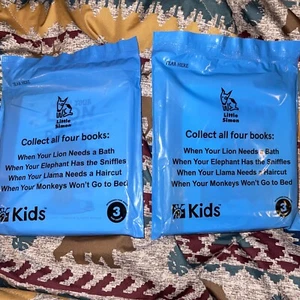 Little
Simon
Collect all four books:
When Your Lion Needs a Bath
When Your Elephant Has the Sniffles
When Your Llama Needs a Haircut
When Your Monkeys Won't Go to Bed
Kids
3
TEAR HERE
Little
Simon
Collect all four books:
When Your Lion Needs a Bath
When Your Elephant Has the Sniffles
When Your Llama Needs a Haircut
When Your Monkeys Won't Go to Bed
Kids
3